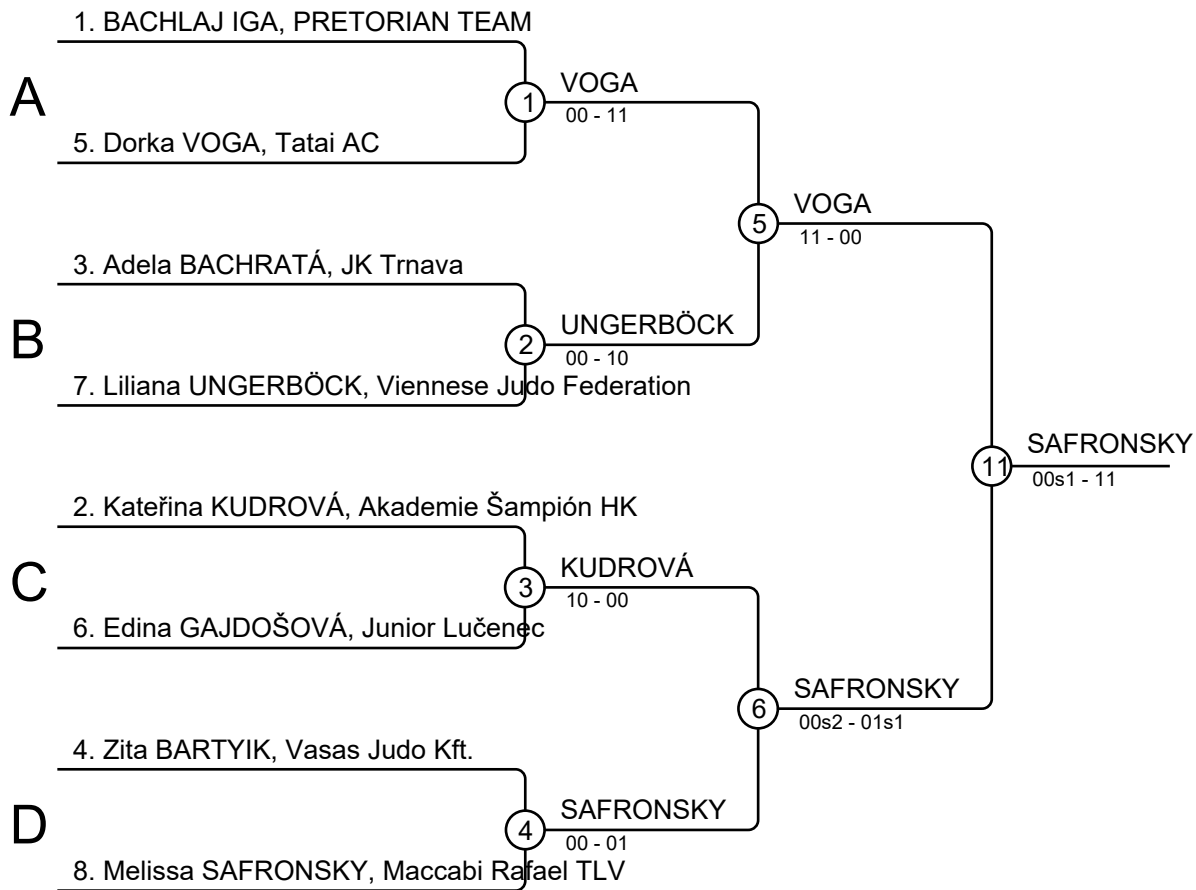 1. BACHLAJ IGA, PRETORIAN TEAM
A
1
VOGA
00 - 11
5. Dorka VOGA, Tatai AC
5
VOGA
11 - 00
3. Adela BACHRATÁ, JK Trnava
B
2
UNGERBÖCK
00 - 10
7. Liliana UNGERBÖCK, Viennese Judo Federation
11
SAFRONSKY
00s1 - 11
2. Kateřina KUDROVÁ, Akademie Šampión HK
C
3
KUDROVÁ
10 - 00
6. Edina GAJDOŠOVÁ, Junior Lučenec
6
SAFRONSKY
00s2 - 01s1
4. Zita BARTYIK, Vasas Judo Kft.
D
4
SAFRONSKY
00 - 01
8. Melissa SAFRONSKY, Maccabi Rafael TLV